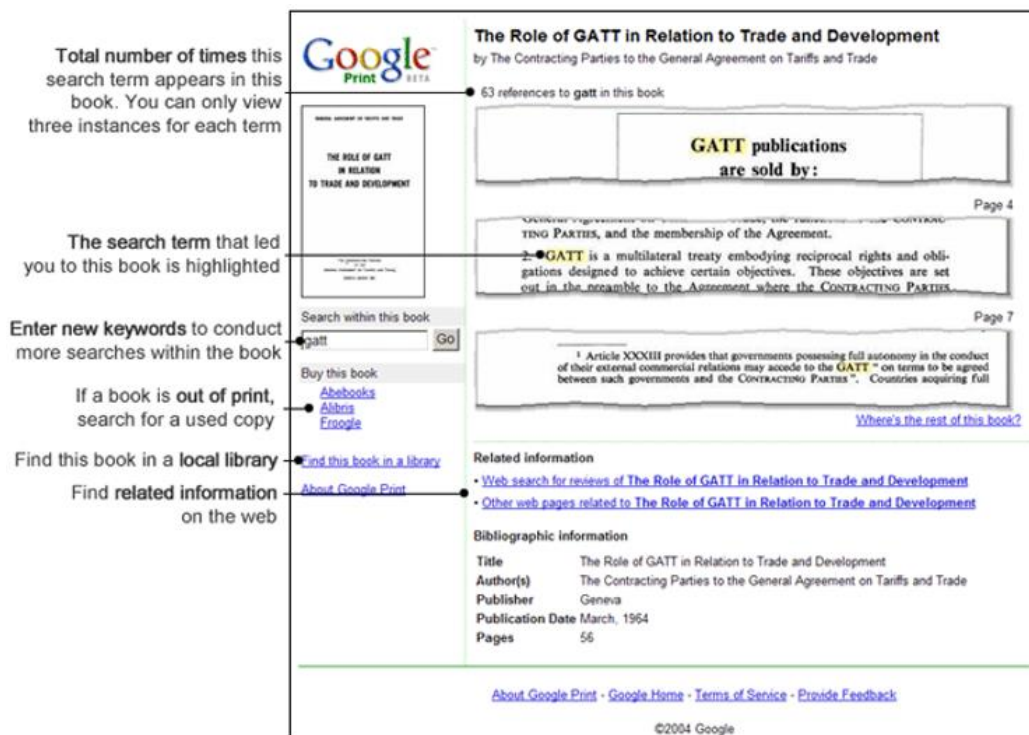 Total number of times this
search term appears in this
book. You can only view
three instances for each term
The search term that led
you to this book is highlighted
Enter new keywords to conduct
more searches within the book
If a book is out of print,
search for a used copy
Find this book in a local library
Find related information
on the web
Google
Print BETA
THE ROLE OF GATT
IN RELATION
TO TRADE AND DEVELOPMENT
Search within this book
gatt
Go
Buy this book
Abebooks
Alibris
Froogle
Find this book in a library
About Google Print
The Role of GATT in Relation to Trade and Development
by The Contracting Parties to the General Agreement on Tariffs and Trade
63 references to gatt in this book
GATT publications
are sold by:
Page 4
TING PARTIES, and the membership of the Agreement.
2. GATT is a multilateral treaty embodying reciprocal rights and obli-
gations designed to achieve certain objectives. These objectives are set
out in the preamble to the Agreement where the CONTRACTING PARTIES
Page 7
1 Article XXXIII provides that governments possessing full autonomy in the conduct
of their external commercial relations may accede to the GATT " on terms to be agreed
between such governments and the CONTRACTING PARTIES ". Countries acquiring full
Where's the rest of this book?
Related information
• Web search for reviews of The Role of GATT in Relation to Trade and Development
• Other web pages related to The Role of GATT in Relation to Trade and Development
Bibliographic information
Title The Role of GATT in Relation to Trade and Development
Author(s) The Contracting Parties to the General Agreement on Tariffs and Trade
Publisher Geneva
Publication Date March, 1964
Pages 56
About Google Print - Google Home - Terms of Service - Provide Feedback
©2004 Google